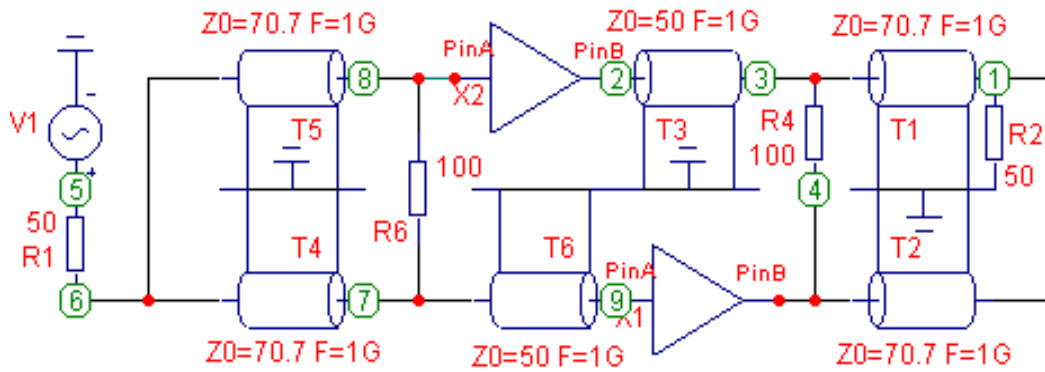 Z0=70.7 F=1G
Z0=50 F=1G
Z0=70.7 F=1G
PinA
PinB
8
2
3
1
X2
V1
-
+
T5
T3
R4
T1
R2
100
100
50
5
4
50
R1
R6
T4
T6
T2
PinA
PinB
6
7
9
X1
Z0=70.7 F=1G
Z0=50 F=1G
Z0=70.7 F=1G